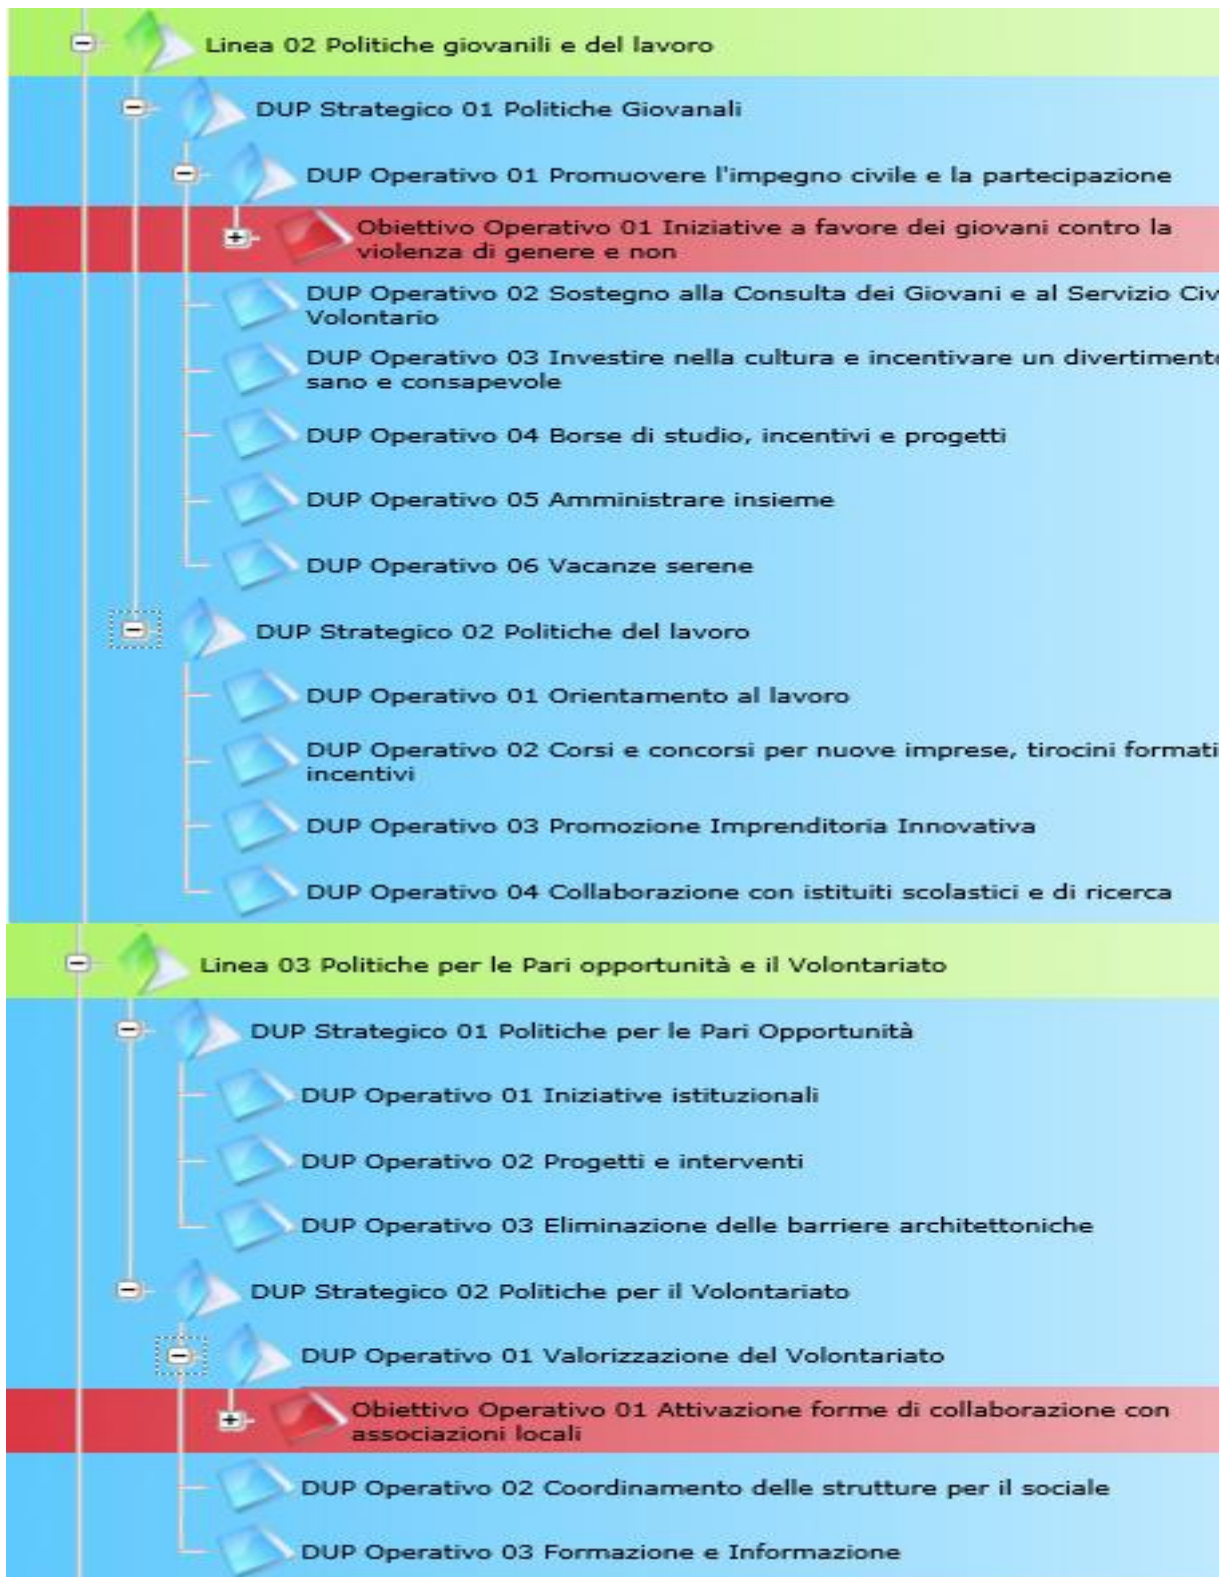 Linea 02 Politiche giovanili e del lavoro
DUP Strategico 01 Politiche Giovanali
DUP Operativo 01 Promuovere l'impegno civile e la partecipazione
Obiettivo Operativo 01 Iniziative a favore dei giovani contro la
violenza di genere e non
DUP Operativo 02 Sostegno alla Consulta dei Giovani e al Servizio Civ
Volontario
DUP Operativo 03 Investire nella cultura e incentivare un divertimento
sano e consapevole
DUP Operativo 04 Borse di studio, incentivi e progetti
DUP Operativo 05 Amministrare insieme
DUP Operativo 06 Vacanze serene
DUP Strategico 02 Politiche del lavoro
DUP Operativo 01 Orientamento al lavoro
DUP Operativo 02 Corsi e concorsi per nuove imprese, tirocini formati
incentivi
DUP Operativo 03 Promozione Imprenditoria Innovativa
DUP Operativo 04 Collaborazione con istituiti scolastici e di ricerca
Linea 03 Politiche per le Pari opportunità e il Volontariato
DUP Strategico 01 Politiche per le Pari Opportunità
DUP Operativo 01 Iniziative istituzionali
DUP Operativo 02 Progetti e interventi
DUP Operativo 03 Eliminazione delle barriere architettoniche
DUP Strategico 02 Politiche per il Volontariato
DUP Operativo 01 Valorizzazione del Volontariato
Obiettivo Operativo 01 Attivazione forme di collaborazione con
associazioni locali
DUP Operativo 02 Coordinamento delle strutture per il sociale
DUP Operativo 03 Formazione e Informazione